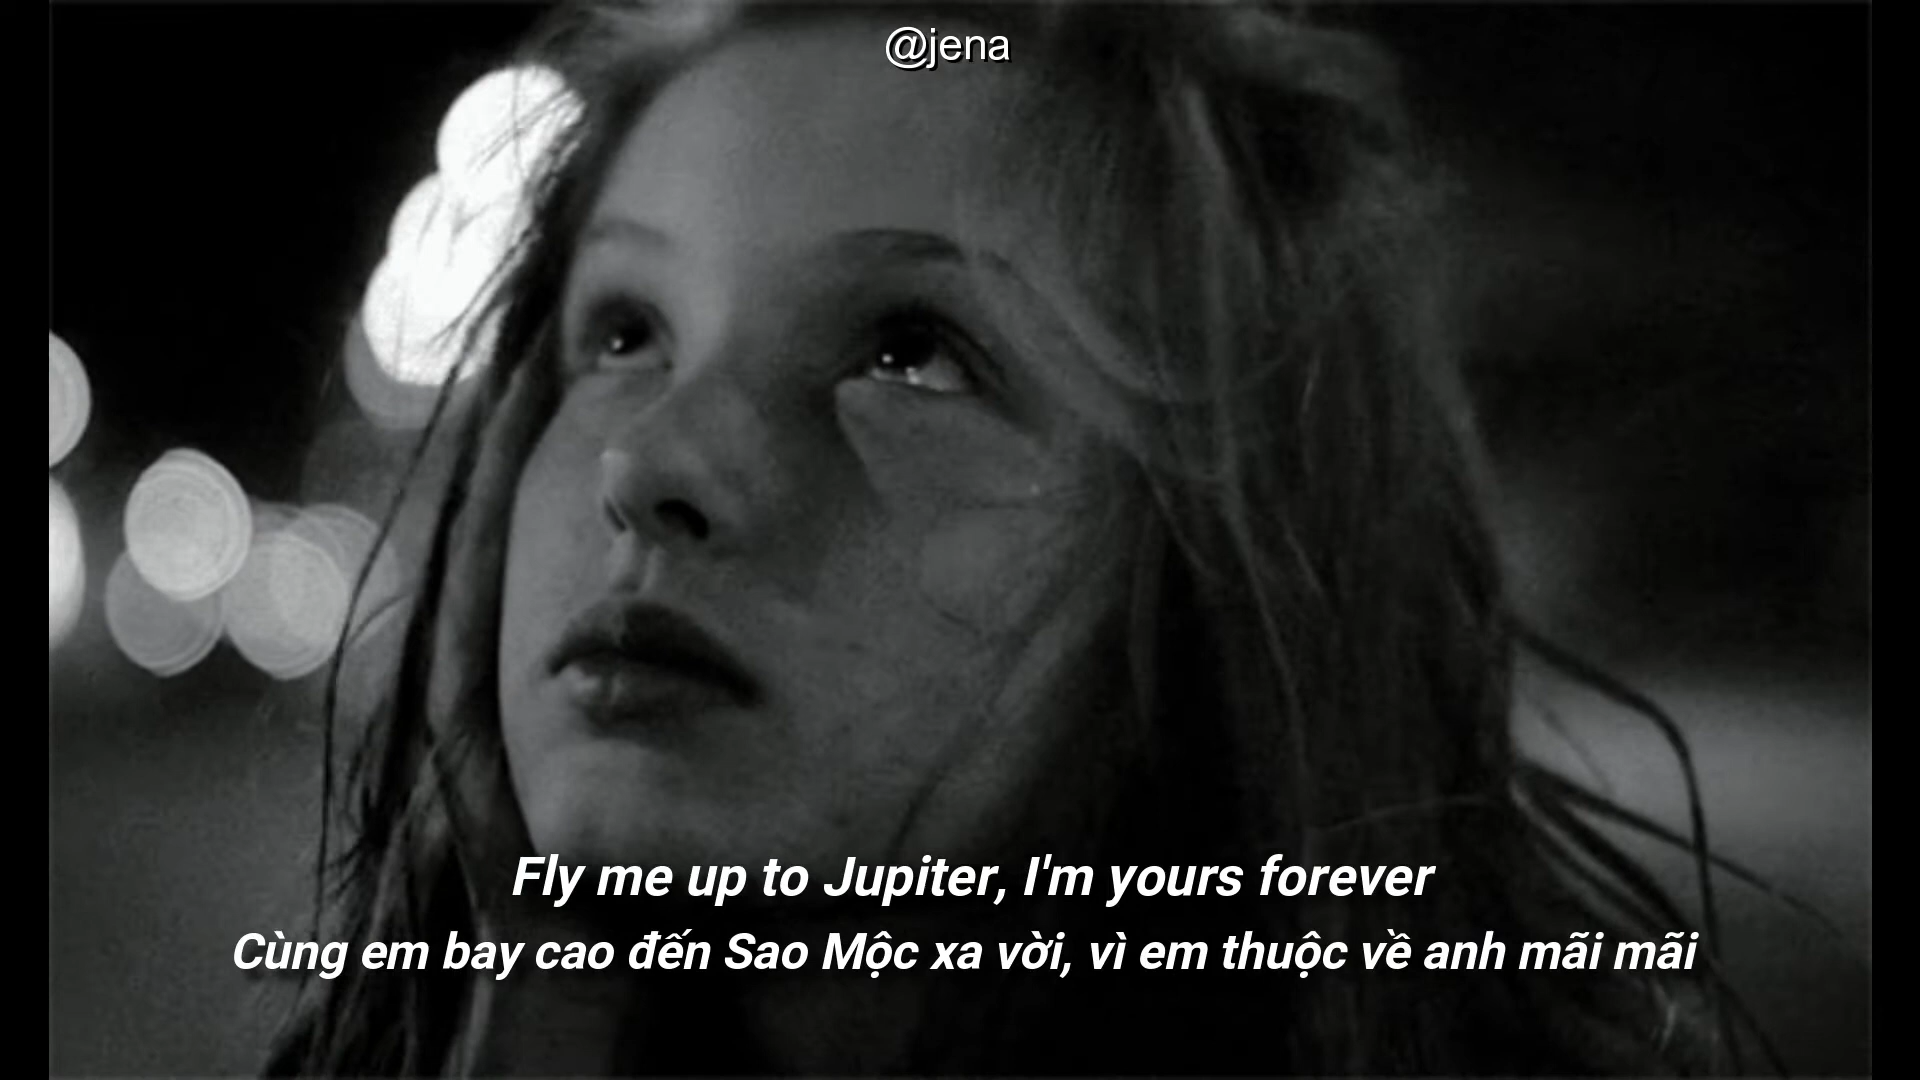 @jena
Fly me up to Jupiter, I'm yours forever
Cùng em bay cao đến Sao Mộc xa vời, vì em thuộc về anh mãi mãi